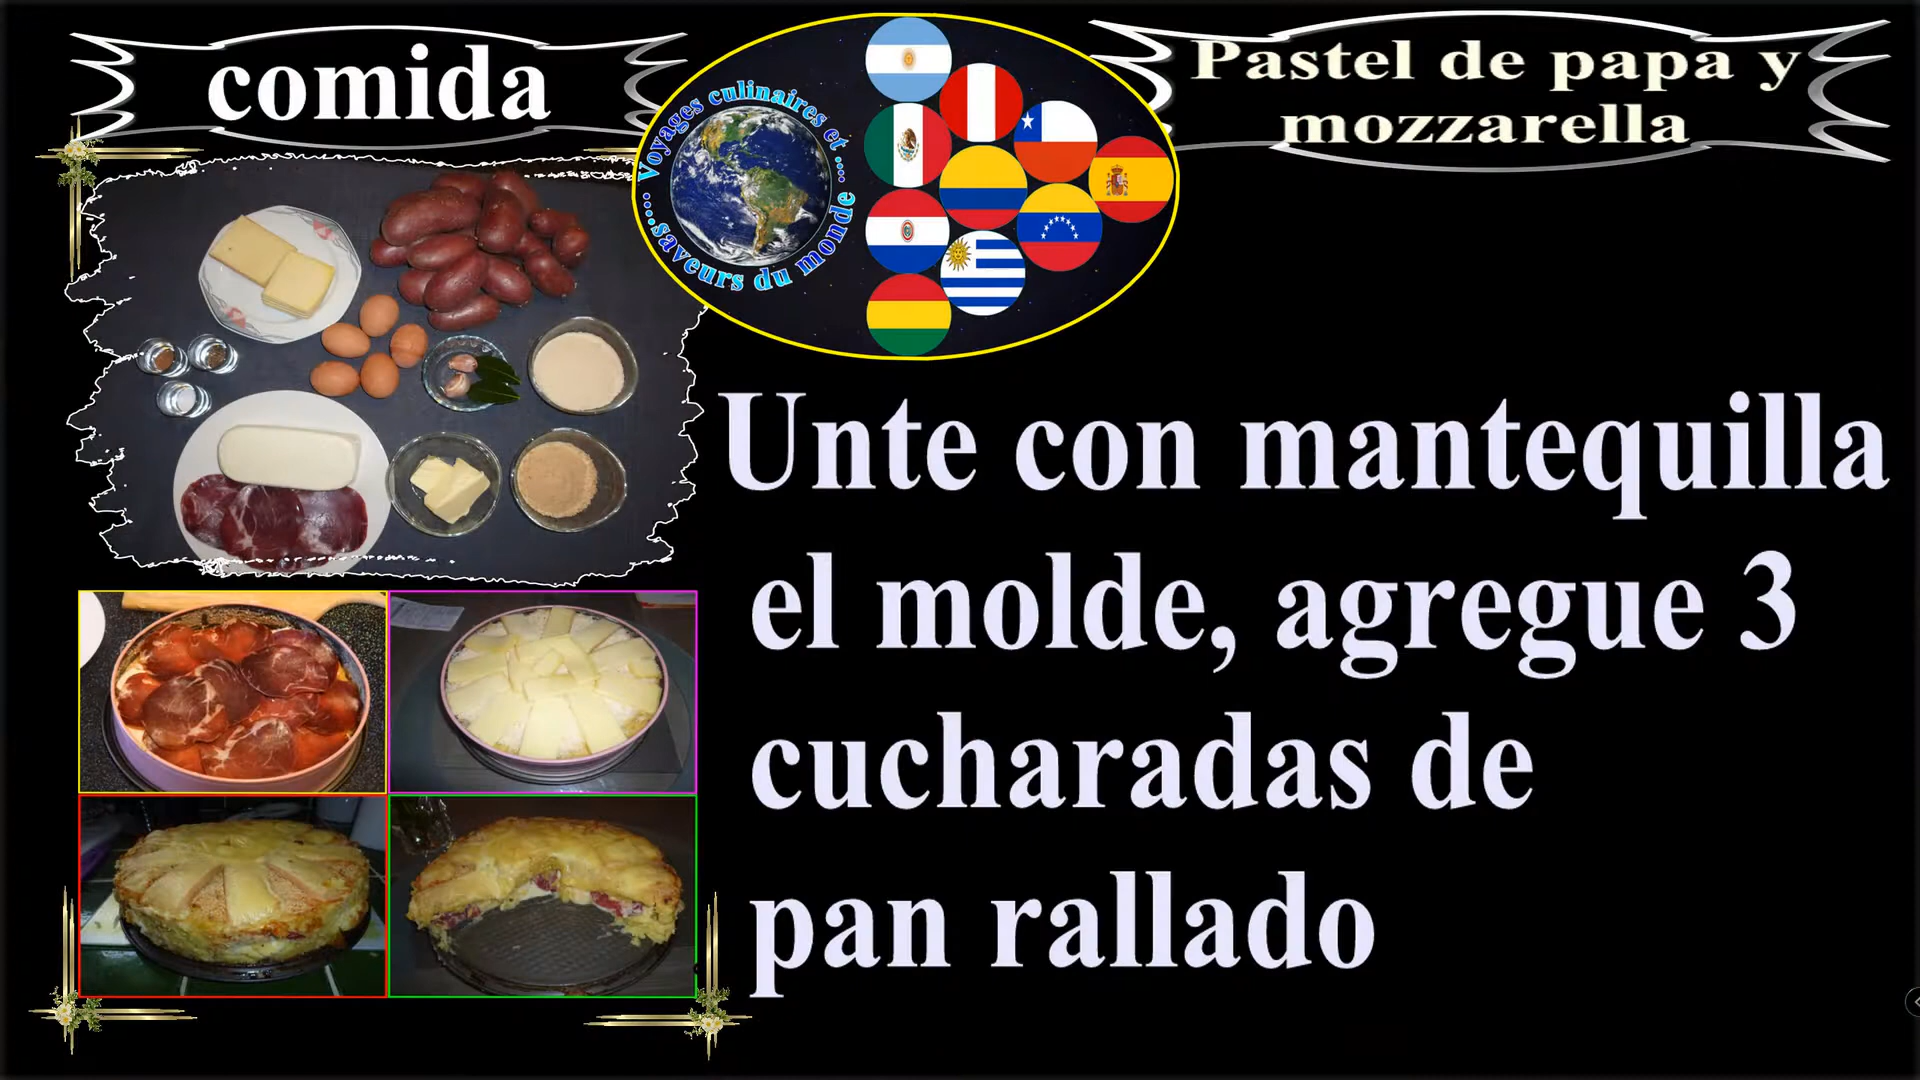 comida
Voyages culinaires et ....
....saveurs du monde
Pastel de papa y
mozzarella
Unte con mantequilla
el molde, agregue 3
cucharadas de
pan rallado